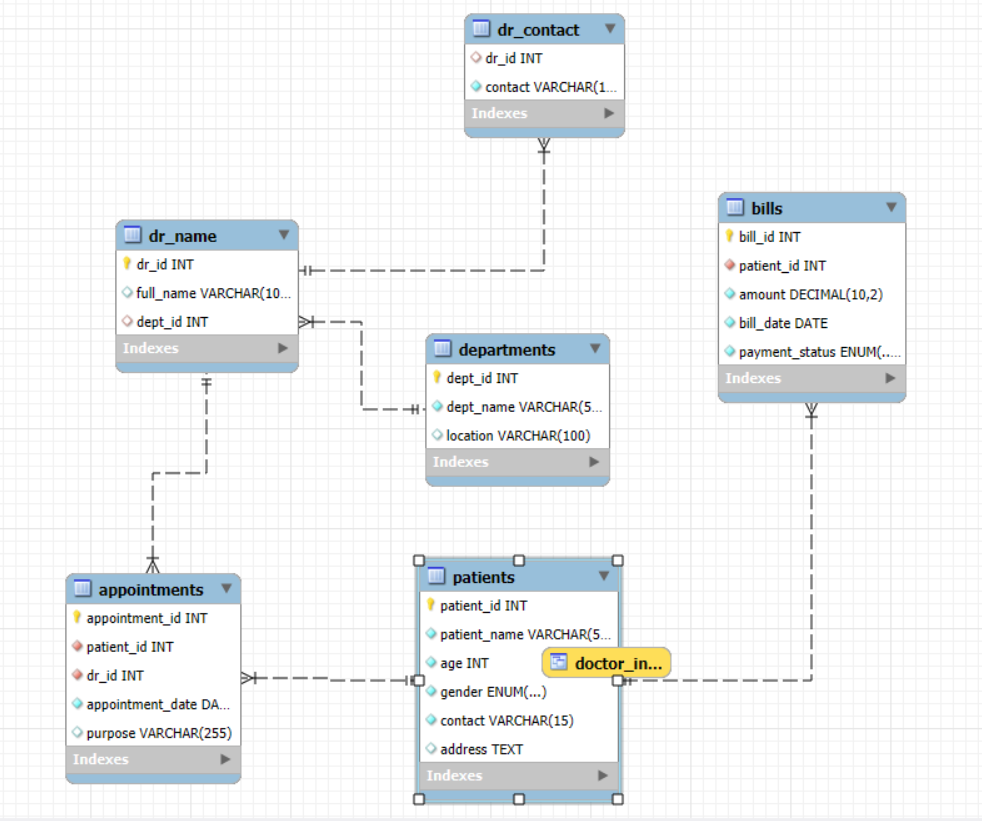 dr_contact
dr_id INT
contact VARCHAR(1...
Indexes
bills
bill_id INT
patient_id INT
amount DECIMAL(10,2)
bill_date DATE
payment_status ENUM(....
Indexes
dr_name
dr_id INT
full_name VARCHAR(10...
dept_id INT
Indexes
departments
dept_id INT
dept_name VARCHAR(5...
location VARCHAR(100)
Indexes
appointments
appointment_id INT
patient_id INT
dr_id INT
appointment_date DA...
purpose VARCHAR(255)
Indexes
patients
patient_id INT
patient_name VARCHAR(5...
age INT
gender ENUM(...)
contact VARCHAR(15)
address TEXT
Indexes
doctor_in...